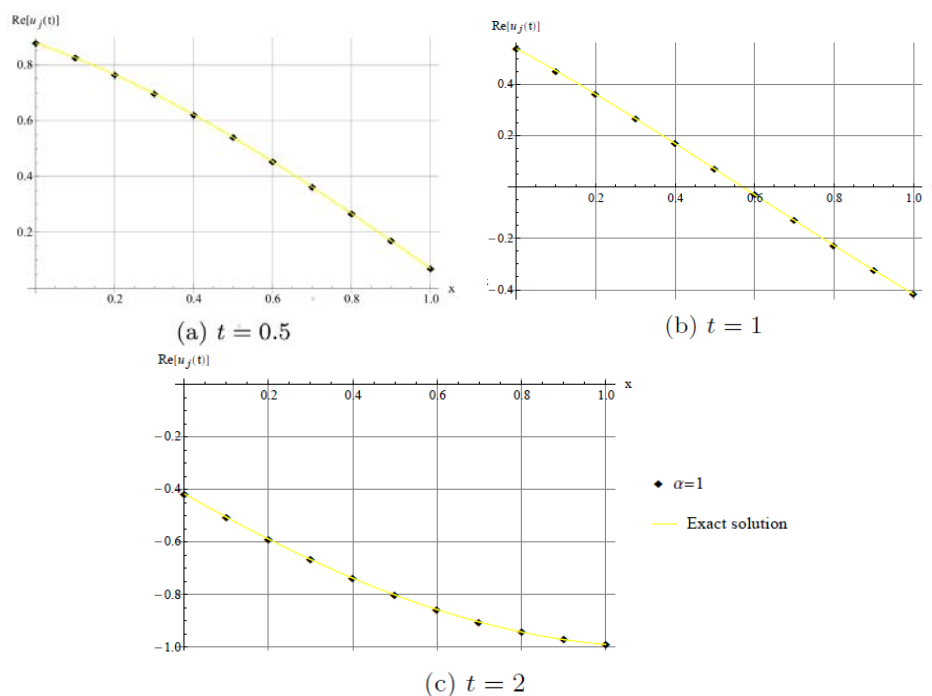 Re[u_j(t)]
0.8
0.6
0.4
0.2
0.2 0.4 0.6 0.8 1.0 x
(a) t = 0.5
Re[u_j(t)]
0.4
0.2
0.2 0.4 0.6 0.8 1.0
−0.2
−0.4
(b) t = 1
Re[u_j(t)]
x
0.2 0.4 0.6 0.8 1.0
−0.2
−0.4
−0.6
−0.8
−1.0
α=1
Exact solution
(c) t = 2